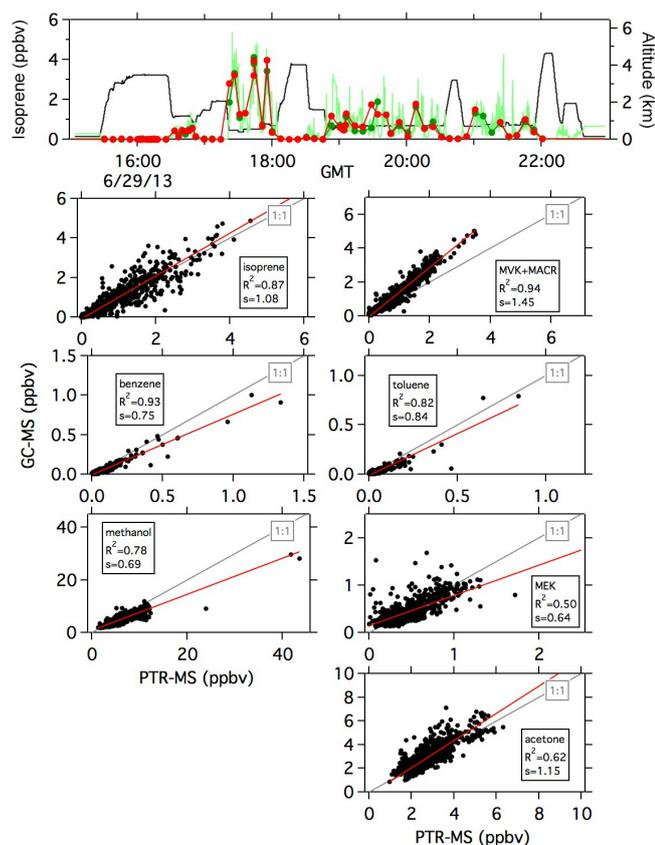 Isoprene (ppbv)
6
4
2
0
6
4
2
0
Altitude (km)
16:00
18:00
20:00
22:00
6/29/13
GMT
6
4
2
0
1:1
isoprene
R2=0.87
s=1.08
0
2
4
6
6
4
2
0
1:1
MVK+MACR
R2=0.94
s=1.45
0
2
4
6
GC-MS (ppbv)
1.5
1.0
0.5
0.0
1:1
benzene
R2=0.93
s=0.75
0.0
0.5
1.0
1.5
1.0
0.5
0.0
1:1
toluene
R2=0.82
s=0.84
0.0
0.5
1.0
40
20
0
1:1
methanol
R2=0.78
s=0.69
0
20
40
PTR-MS (ppbv)
2
1
0
1:1
MEK
R2=0.50
s=0.64
0
1
2
10
8
6
4
2
0
1:1
acetone
R2=0.62
s=1.15
0
2
4
6
8
10
PTR-MS (ppbv)